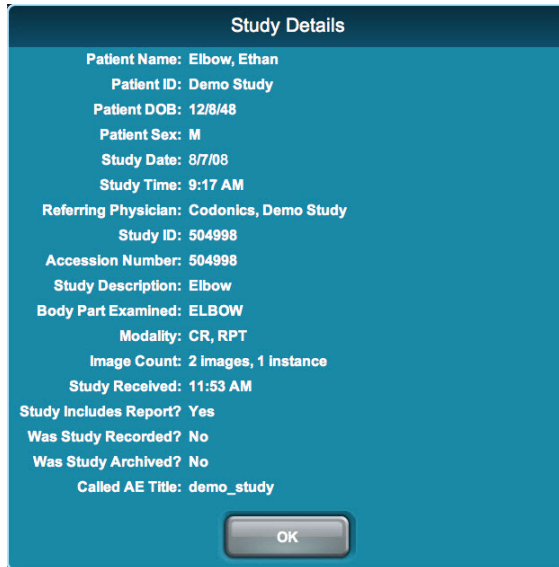 Study Details
Patient Name: Elbow, Ethan
Patient ID: Demo Study
Patient DOB: 12/8/48
Patient Sex: M
Study Date: 8/7/08
Study Time: 9:17 AM
Referring Physician: Codonics, Demo Study
Study ID: 504998
Accession Number: 504998
Study Description: Elbow
Body Part Examined: ELBOW
Modality: CR, RPT
Image Count: 2 images, 1 instance
Study Received: 11:53 AM
Study Includes Report? Yes
Was Study Recorded? No
Was Study Archived? No
Called AE Title: demo_study
OK